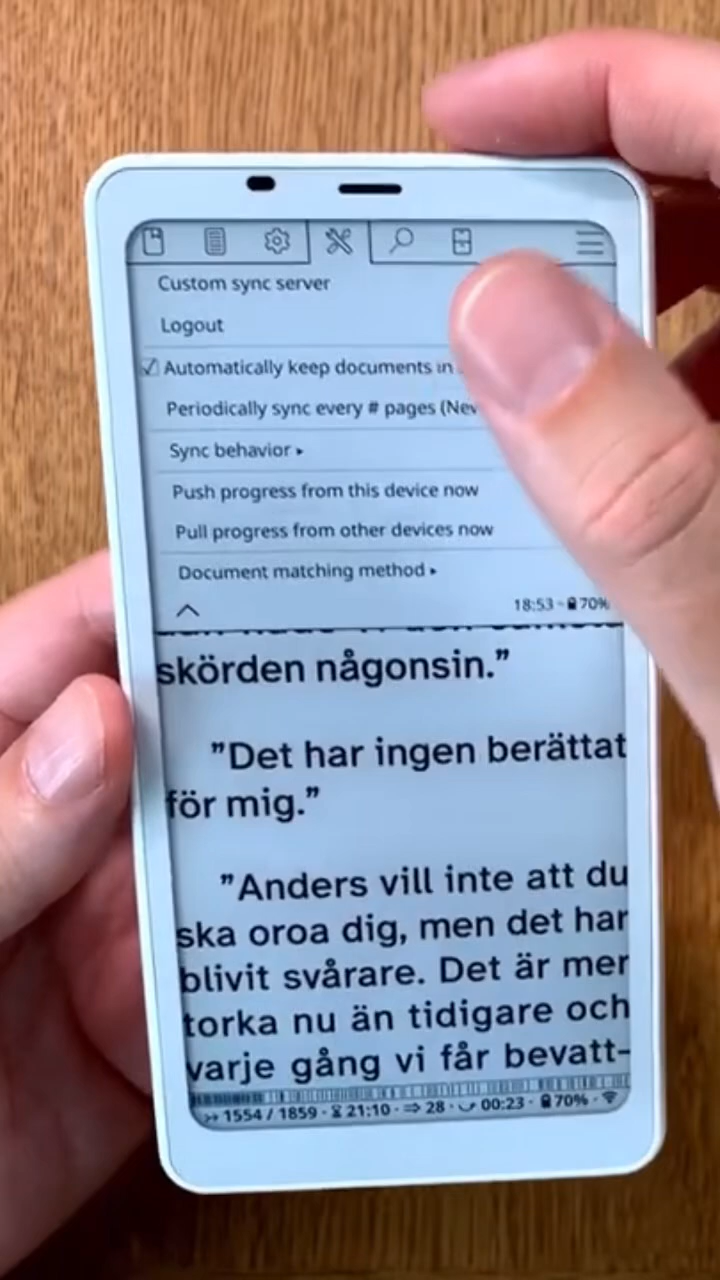 Custom sync server
Logout
Automatically keep documents in
Periodically sync every # pages (Nev
Sync behavior ▸
Push progress from this device now
Pull progress from other devices now
Document matching method ▸
18:53 - 70%
skörden någonsin.”
”Det har ingen berättat
för mig.”
”Anders vill inte att du
ska oroa dig, men det har
blivit svårare. Det är mer
torka nu än tidigare och
varje gång vi får bevatt-
1554 / 1859 · 21:10 · ⇒ 28 · 00:23 · 70% ·